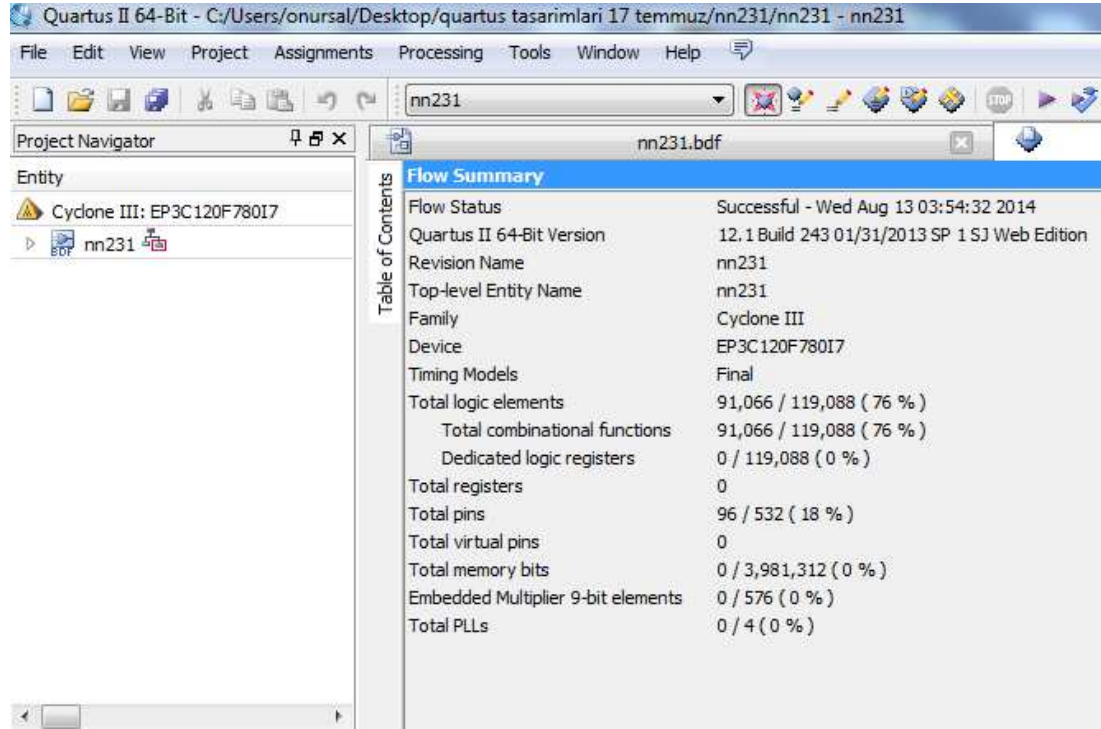 Quartus II 64-Bit - C:/Users/onursal/Desktop/quartus tasarimlari 17 temmuz/nn231/nn231 - nn231
File Edit View Project Assignments Processing Tools Window Help
nn231
STOP
Project Navigator
nn231.bdf
Entity
Cyclone III: EP3C120F780I7
BDF nn231
Table of Contents
Flow Summary
Flow Status Successful - Wed Aug 13 03:54:32 2014
Quartus II 64-Bit Version 12.1 Build 243 01/31/2013 SP 1 SJ Web Edition
Revision Name nn231
Top-level Entity Name nn231
Family Cyclone III
Device EP3C120F780I7
Timing Models Final
Total logic elements 91,066 / 119,088 ( 76 % )
Total combinational functions 91,066 / 119,088 ( 76 % )
Dedicated logic registers 0 / 119,088 ( 0 % )
Total registers 0
Total pins 96 / 532 ( 18 % )
Total virtual pins 0
Total memory bits 0 / 3,981,312 ( 0 % )
Embedded Multiplier 9-bit elements 0 / 576 ( 0 % )
Total PLLs 0 / 4 ( 0 % )